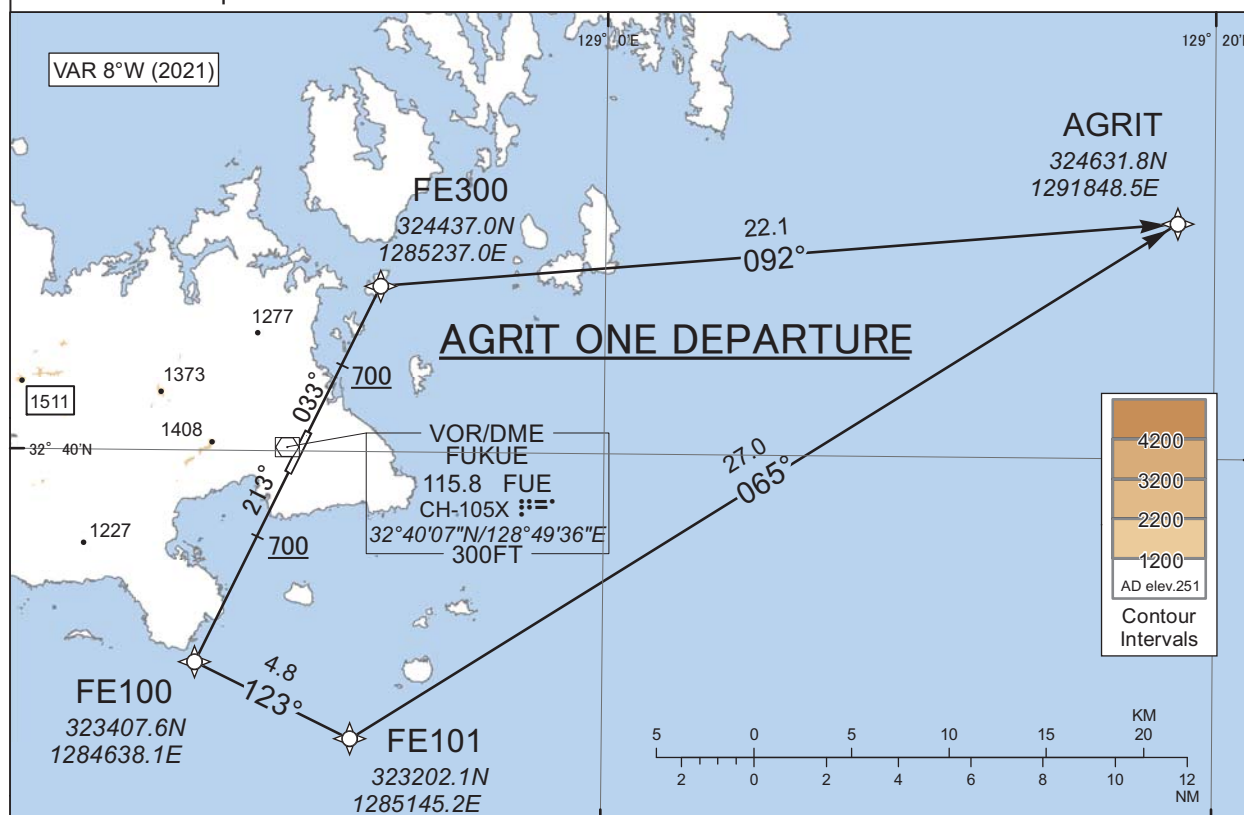 VAR 8°W (2021)
129° 0'E
129° 20'
AGRIT
324631.8N
1291848.5E
FE300
324437.0N
1285237.0E
22.1
092°
1277
AGRIT ONE DEPARTURE
1373
700
1511
033°
1408
32° 40'N
VOR/DME
FUKUE
115.8 FUE
CH-105X
32°40'07"N/128°49'36"E
300FT
213°
27.0
065°
1227
700
4200
3200
2200
1200
AD elev.251
Contour
Intervals
4.8
123°
FE100
323407.6N
1284638.1E
FE101
323202.1N
1285145.2E
KM
5 0 5 10 15 20
2 0 2 4 6 8 10 12
NM